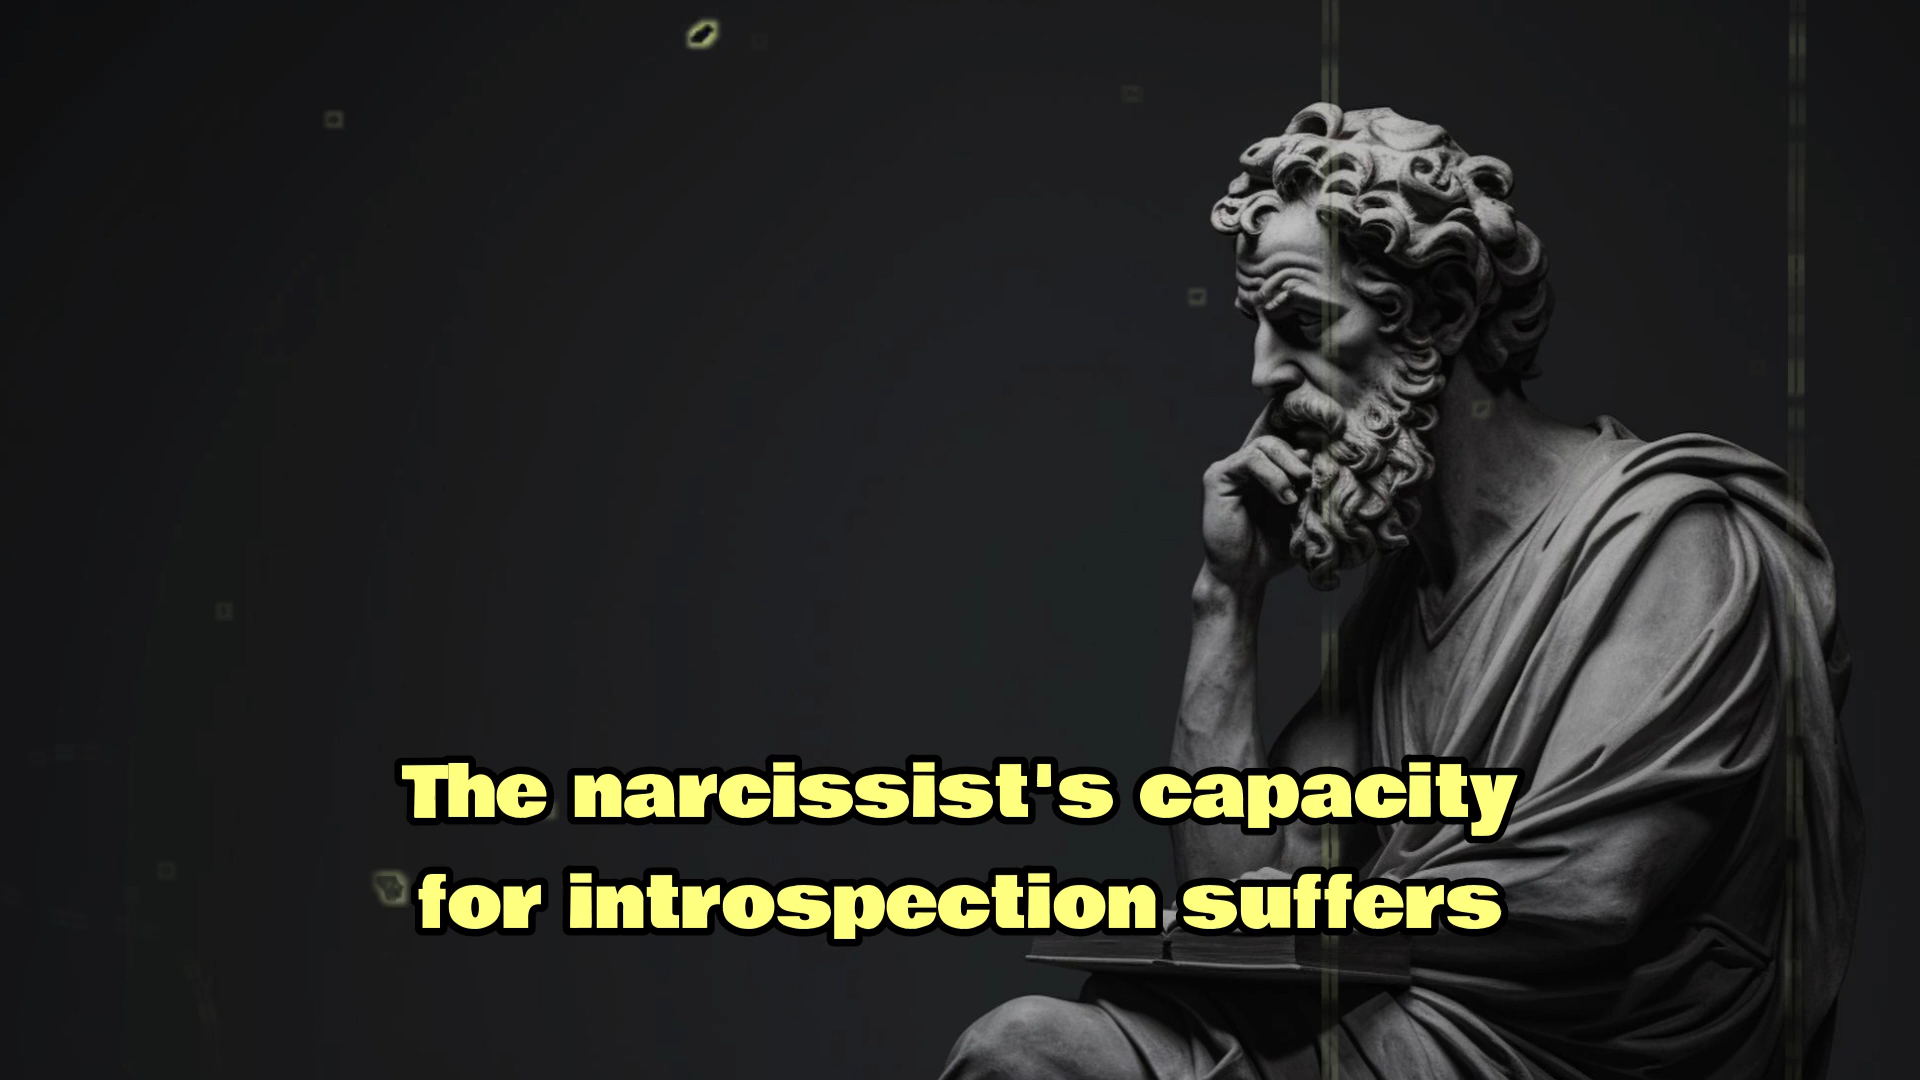 The narcissist's capacity
for introspection suffers